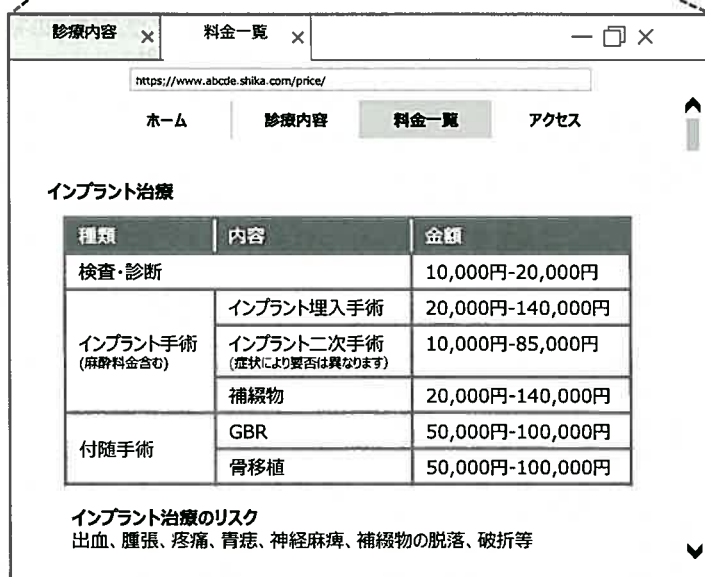 診療内容 × 料金一覧 ×
https://www.abcde.shika.com/price/
ホーム 診療内容 料金一覧 アクセス
インプラント治療
種類 内容 金額
検査・診断 10,000円-20,000円
インプラント手術
(麻酔料金含む)
インプラント埋入手術 20,000円-140,000円
インプラント二次手術 10,000円-85,000円
(症状により要否は異なります)
補綴物 20,000円-140,000円
付随手術
GBR 50,000円-100,000円
骨移植 50,000円-100,000円
インプラント治療のリスク
出血、腫張、疼痛、青痣、神経麻痺、補綴物の脱落、破折等